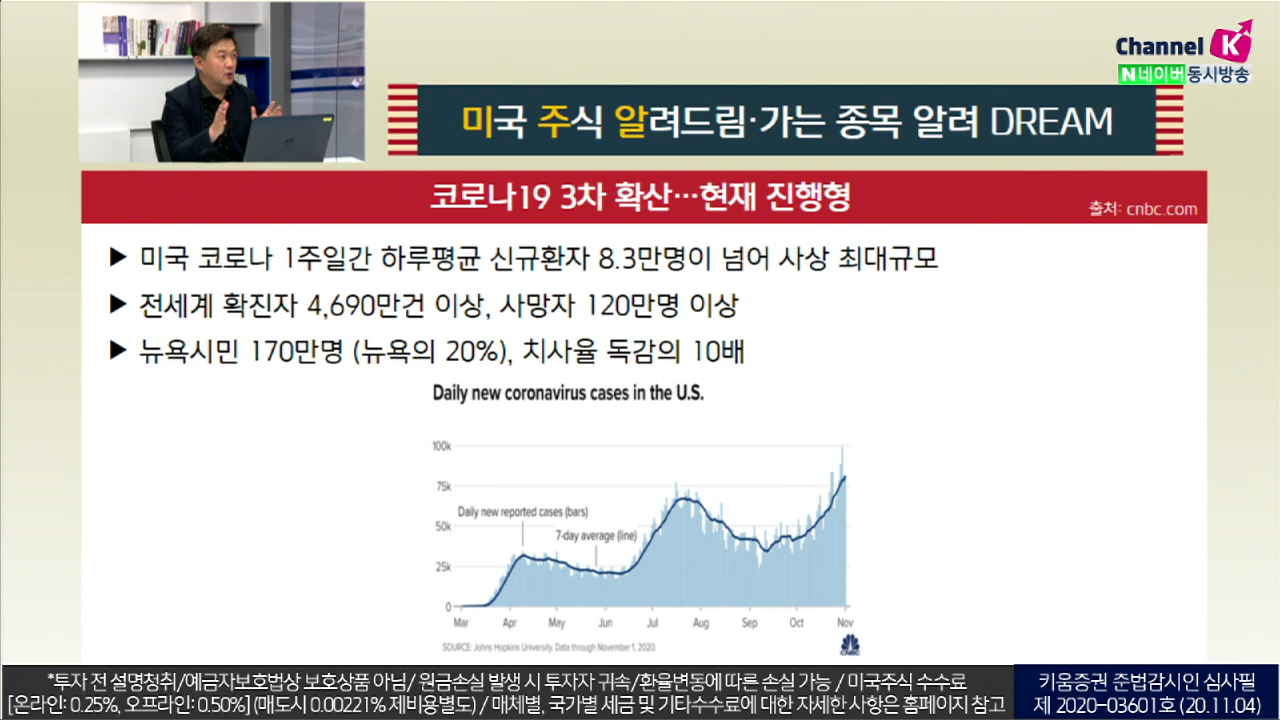 Channel K
N 네이버 동시방송
미국 주식 알려드림·가는 종목 알려 DREAM
코로나19 3차 확산…현재 진행형
출처: cnbc.com
▶ 미국 코로나 1주일간 하루평균 신규환자 8.3만명이 넘어 사상 최대규모
▶ 전세계 확진자 4,690만건 이상, 사망자 120만명 이상
▶ 뉴욕시민 170만명 (뉴욕의 20%), 치사율 독감의 10배
Daily new coronavirus cases in the U.S.
100k
75k
Daily new reported cases (bars)
50k
7-day average (line)
25k
0
Mar Apr May Jun Jul Aug Sep Oct Nov
SOURCE: Johns Hopkins University. Data through November 1, 2020.
CNBC
*투자 전 설명청취/예금자보호법상 보호상품 아님/ 원금손실 발생 시 투자자 귀속/환율변동에 따른 손실 가능 / 미국주식 수수료
[온라인: 0.25%, 오프라인: 0.50%] (매도시 0.00221% 제비용별도) / 매체별, 국가별 세금 및 기타수수료에 대한 자세한 사항은 홈페이지 참고
키움증권 준법감시인 심사필
제 2020-03601호 (20.11.04)